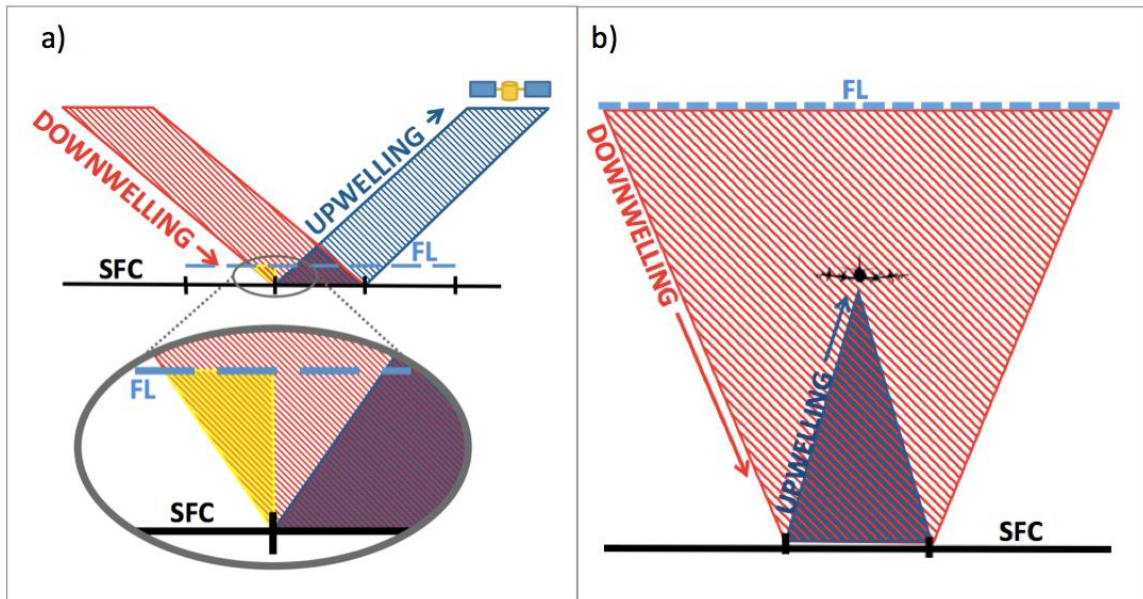 a)
DOWNWELLING
UPWELLING
FL
SFC
FL
SFC
b)
FL
DOWNWELLING
UPWELLING
SFC